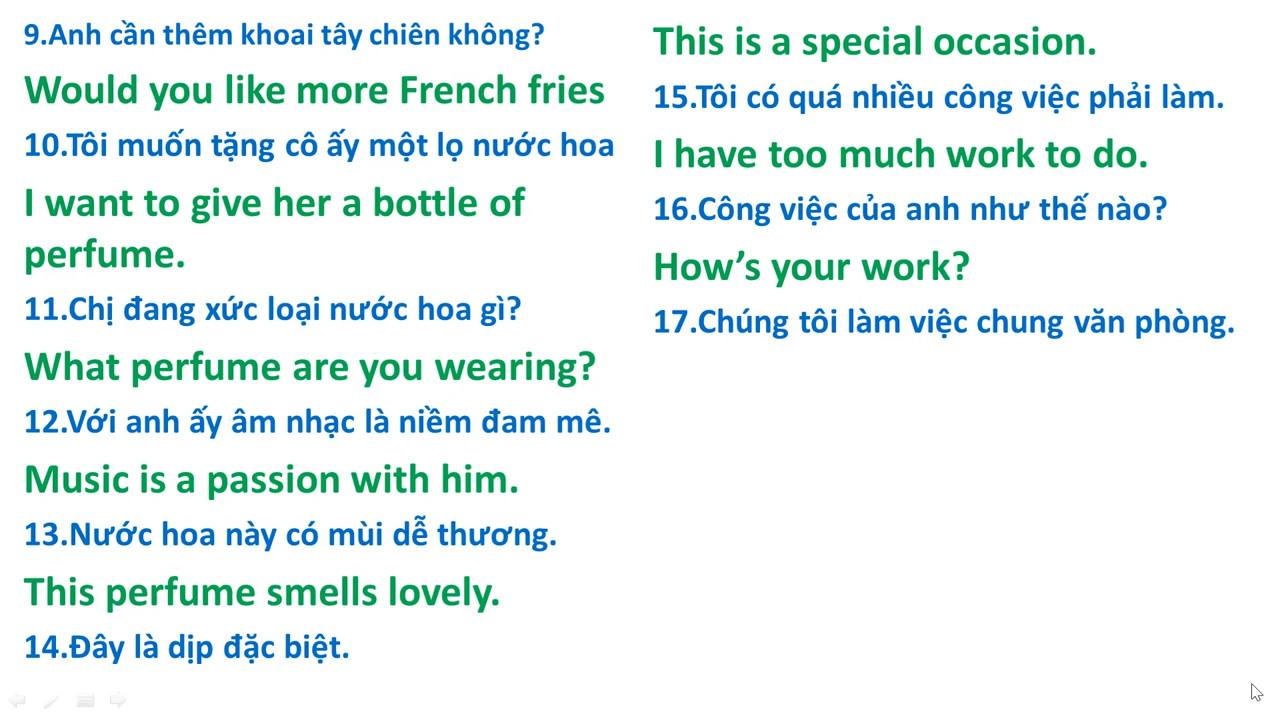 9.Anh cần thêm khoai tây chiên không?
Would you like more French fries
10.Tôi muốn tặng cô ấy một lọ nước hoa
I want to give her a bottle of
perfume.
11.Chị đang xức loại nước hoa gì?
What perfume are you wearing?
12.Với anh ấy âm nhạc là niềm đam mê.
Music is a passion with him.
13.Nước hoa này có mùi dễ thương.
This perfume smells lovely.
14.Đây là dịp đặc biệt.
This is a special occasion.
15.Tôi có quá nhiều công việc phải làm.
I have too much work to do.
16.Công việc của anh như thế nào?
How’s your work?
17.Chúng tôi làm việc chung văn phòng.